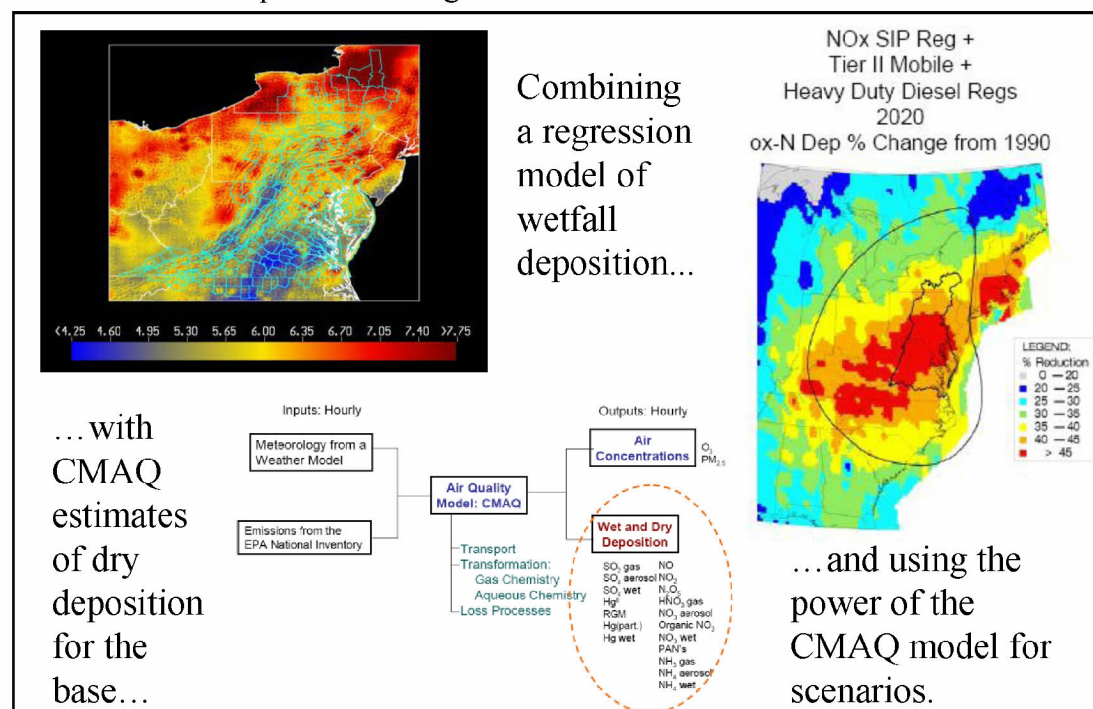 Combining
a regression
model of
wetfall
deposition...
<4.25 4.60 4.95 5.30 5.65 6.00 6.35 6.70 7.05 7.40 >7.75
NOx SIP Reg +
Tier II Mobile +
Heavy Duty Diesel Regs
2020
ox-N Dep % Change from 1990
LEGEND:
% Reduction
0 — 20
20 — 25
25 — 30
30 — 35
35 — 40
40 — 45
> 45
...with
CMAQ
estimates
of dry
deposition
for the
base...
Inputs: Hourly
Meteorology from a
Weather Model
Emissions from the
EPA National Inventory
Air Quality
Model: CMAQ
Transport
Transformation:
Gas Chemistry
Aqueous Chemistry
Loss Processes
Outputs: Hourly
Air
Concentrations
O3
PM2.5
Wet and Dry
Deposition
SO2 gas
SO4 aerosol
SO4 wet
Hg0
RGM
Hg(part.)
Hg wet
NO
NO2
N2O5
HNO3 gas
NO3 aerosol
Organic NO3
NO3 wet
PAN's
NH3 gas
NH4 aerosol
NH4 wet
...and using the
power of the
CMAQ model for
scenarios.